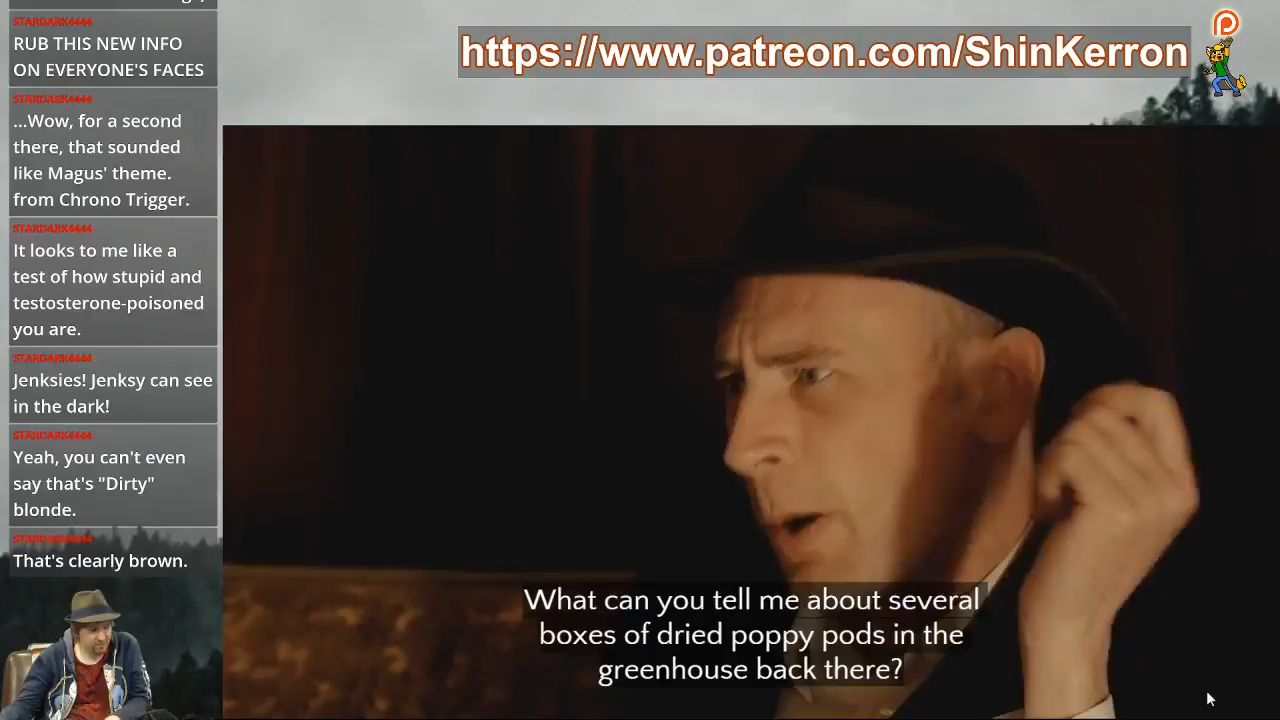 STARDARK4444
RUB THIS NEW INFO
ON EVERYONE'S FACES
STARDARK4444
...Wow, for a second
there, that sounded
like Magus' theme.
from Chrono Trigger.
STARDARK4444
It looks to me like a
test of how stupid and
testosterone-poisoned
you are.
STARDARK4444
Jenksies! Jenksy can see
in the dark!
STARDARK4444
Yeah, you can't even
say that's "Dirty"
blonde.
STARDARK4444
That's clearly brown.
https://www.patreon.com/ShinKerron
What can you tell me about several
boxes of dried poppy pods in the
greenhouse back there?